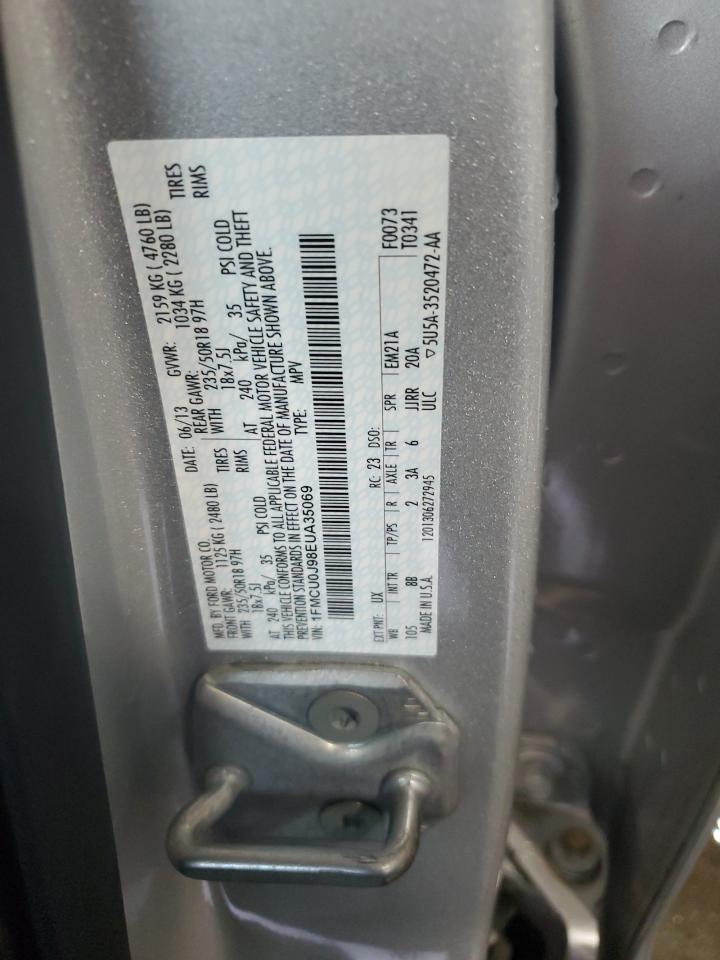 MFD. BY FORD MOTOR CO.
DATE: 06/13 GVWR: 2159 KG ( 4760 LB)
FRONT GAWR: 1125 KG ( 2480 LB) REAR GAWR: 1034 KG ( 2280 LB)
WITH 235/50R18 97H TIRES WITH 235/50R18 97H TIRES
18x7.5J RIMS 18x7.5J RIMS
AT 240 kPa/ 35 PSI COLD AT 240 kPa/ 35 PSI COLD
THIS VEHICLE CONFORMS TO ALL APPLICABLE FEDERAL MOTOR VEHICLE SAFETY AND THEFT
PREVENTION STANDARDS IN EFFECT ON THE DATE OF MANUFACTURE SHOWN ABOVE.
VIN: 1FMCU0J98EUA35069 TYPE: MPV
EXT PNT: UX RC: 23 DSO: F0073
WB INT TR TP/PS R AXLE TR SPR EM21A T0341
105 8B 2 3A 6 JJRR 20A
MADE IN U.S.A. 1201306272945 ULC ▽5U5A-3520472-AA